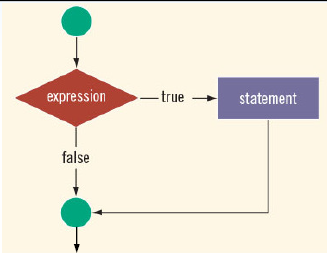 expression
true
statement
false